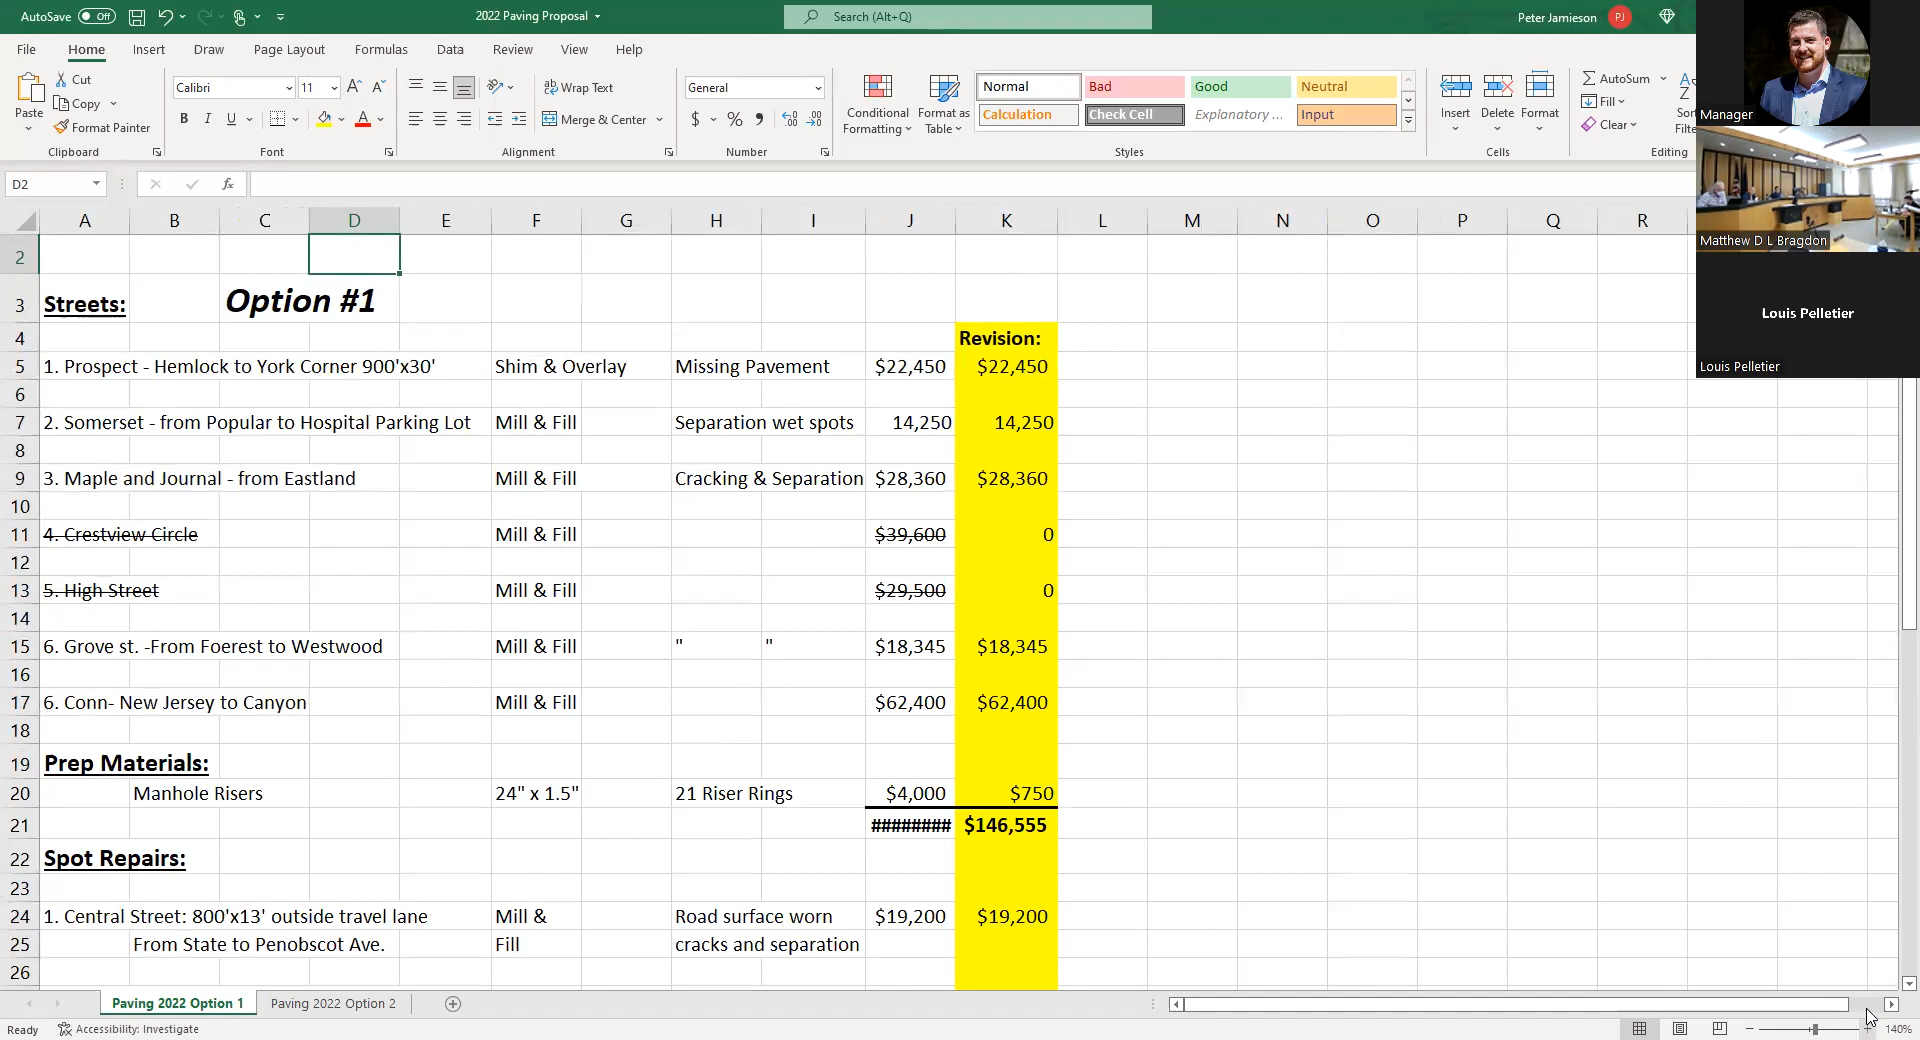 AutoSave Off 2022 Paving Proposal Search (Alt+Q) Peter Jamieson PJ
File Home Insert Draw Page Layout Formulas Data Review View Help
Paste Cut Copy Format Painter Clipboard
Calibri 11 A A B I U A Font
Wrap Text Merge & Center Alignment
General $ % Number
Conditional Formatting Format as Table
Normal Bad Good Neutral
Calculation Check Cell Explanatory ... Input
Styles
Insert Delete Format Cells
AutoSum Fill Clear Editing
Manager
Matthew D L Bragdon
Louis Pelletier
Louis Pelletier
D2 fx
A B C D E F G H I J K L M N O P Q R
2
3 Streets: Option #1
4 Revision:
5 1. Prospect - Hemlock to York Corner 900'x30' Shim & Overlay Missing Pavement $22,450 $22,450
6
7 2. Somerset - from Popular to Hospital Parking Lot Mill & Fill Separation wet spots 14,250 14,250
8
9 3. Maple and Journal - from Eastland Mill & Fill Cracking & Separation $28,360 $28,360
10
11 4. Crestview Circle Mill & Fill $39,600 0
12
13 5. High Street Mill & Fill $29,500 0
14
15 6. Grove st. -From Foerest to Westwood Mill & Fill " " $18,345 $18,345
16
17 6. Conn- New Jersey to Canyon Mill & Fill $62,400 $62,400
18
19 Prep Materials:
20 Manhole Risers 24" x 1.5" 21 Riser Rings $4,000 $750
21 ######## $146,555
22 Spot Repairs:
23
24 1. Central Street: 800'x13' outside travel lane Mill & Road surface worn $19,200 $19,200
25 From State to Penobscot Ave. Fill cracks and separation
26
Paving 2022 Option 1 Paving 2022 Option 2
Ready Accessibility: Investigate 140%